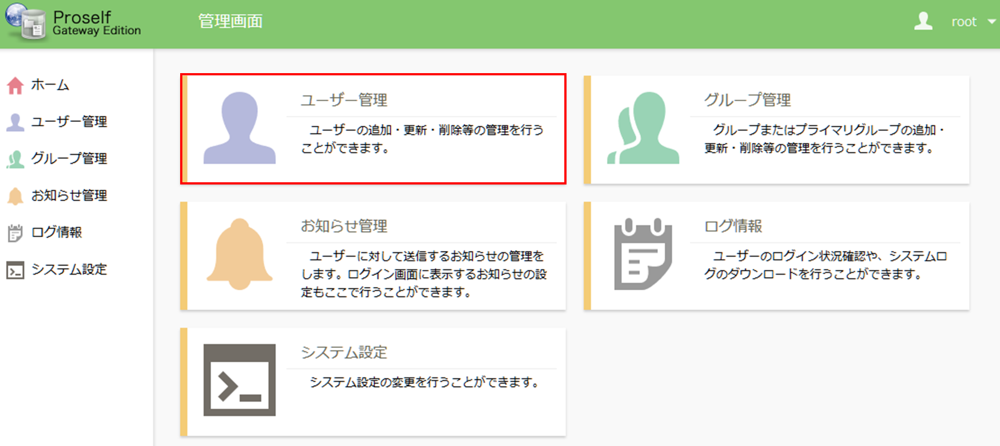 Proself
Gateway Edition
管理画面
root
ホーム
ユーザー管理
グループ管理
お知らせ管理
ログ情報
システム設定
ユーザー管理
ユーザーの追加・更新・削除等の管理を行う
ことができます。
グループ管理
グループまたはプライマリグループの追加・
更新・削除等の管理を行うことができます。
お知らせ管理
ユーザーに対して送信するお知らせの管理を
します。ログイン画面に表示するお知らせの設
定もここで行うことができます。
ログ情報
ユーザーのログイン状況確認や、システムロ
グのダウンロードを行うことができます。
システム設定
システム設定の変更を行うことができます。